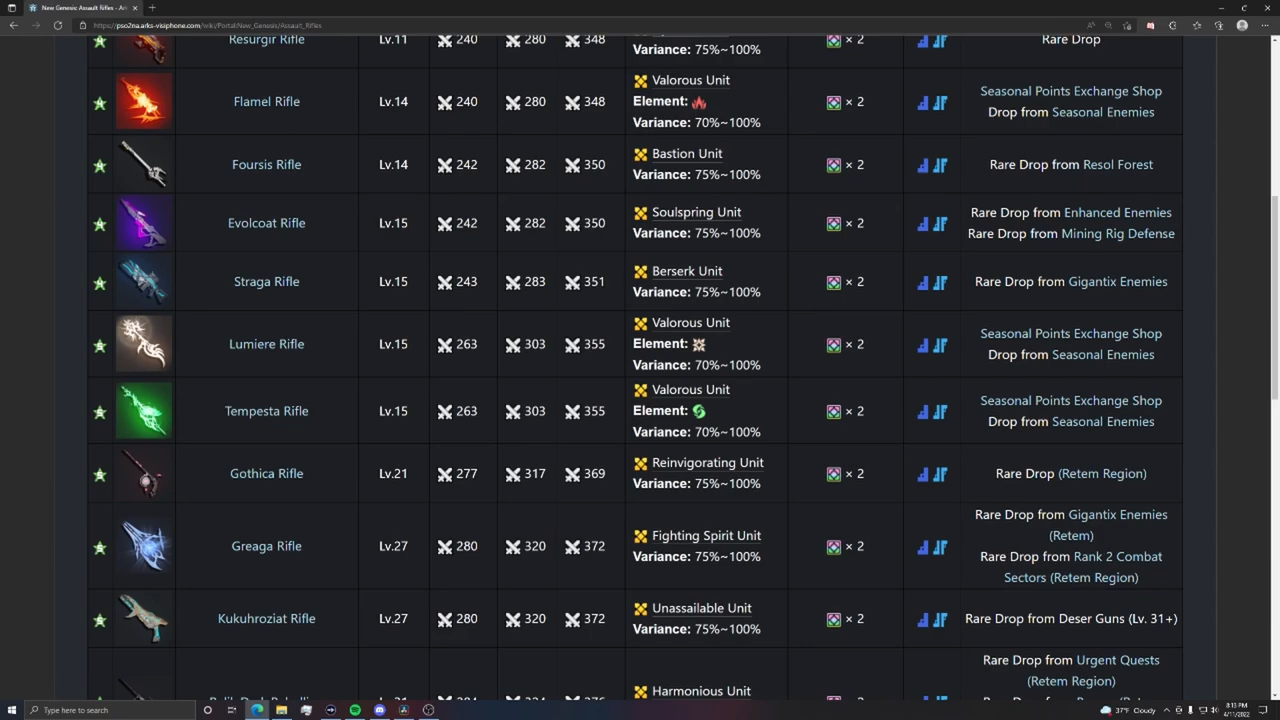 New Genesis/Assault_Rifles - Ark
https://pso2na.arks-visiphone.com/wiki/Portal:New_Genesis/Assault_Rifles
Resurgir Rifle Lv.11 240 280 348 Variance: 75%~100% × 2 Rare Drop
Flamel Rifle Lv.14 240 280 348 Valorous Unit
Element:
Variance: 70%~100% × 2 Seasonal Points Exchange Shop
Drop from Seasonal Enemies
Foursis Rifle Lv.14 242 282 350 Bastion Unit
Variance: 75%~100% × 2 Rare Drop from Resol Forest
Evolcoat Rifle Lv.15 242 282 350 Soulspring Unit
Variance: 75%~100% × 2 Rare Drop from Enhanced Enemies
Rare Drop from Mining Rig Defense
Straga Rifle Lv.15 243 283 351 Berserk Unit
Variance: 75%~100% × 2 Rare Drop from Gigantix Enemies
Lumiere Rifle Lv.15 263 303 355 Valorous Unit
Element:
Variance: 70%~100% × 2 Seasonal Points Exchange Shop
Drop from Seasonal Enemies
Tempesta Rifle Lv.15 263 303 355 Valorous Unit
Element:
Variance: 70%~100% × 2 Seasonal Points Exchange Shop
Drop from Seasonal Enemies
Gothica Rifle Lv.21 277 317 369 Reinvigorating Unit
Variance: 75%~100% × 2 Rare Drop (Retem Region)
Greaga Rifle Lv.27 280 320 372 Fighting Spirit Unit
Variance: 75%~100% × 2 Rare Drop from Gigantix Enemies
(Retem)
Rare Drop from Rank 2 Combat
Sectors (Retem Region)
Kukuhroziat Rifle Lv.27 280 320 372 Unassailable Unit
Variance: 75%~100% × 2 Rare Drop from Deser Guns (Lv. 31+)
Harmonious Unit
Rare Drop from Urgent Quests
(Retem Region)
Type here to search
37°F Cloudy
8:13 PM
4/11/2022